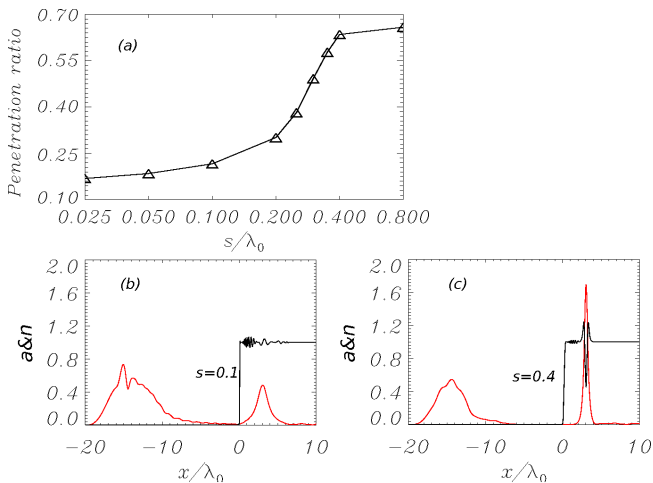 0.70
(a)
0.55
0.40
0.25
0.10
Penetration ratio
0.025 0.050 0.100 0.200 0.400 0.800
s/λ₀
2.0
(b)
1.6
1.2
0.8
0.4
0.0
a&n
s=0.1
−20 −10 0 10
x/λ₀
2.0
(c)
1.6
1.2
0.8
0.4
0.0
a&n
s=0.4
−20 −10 0 10
x/λ₀